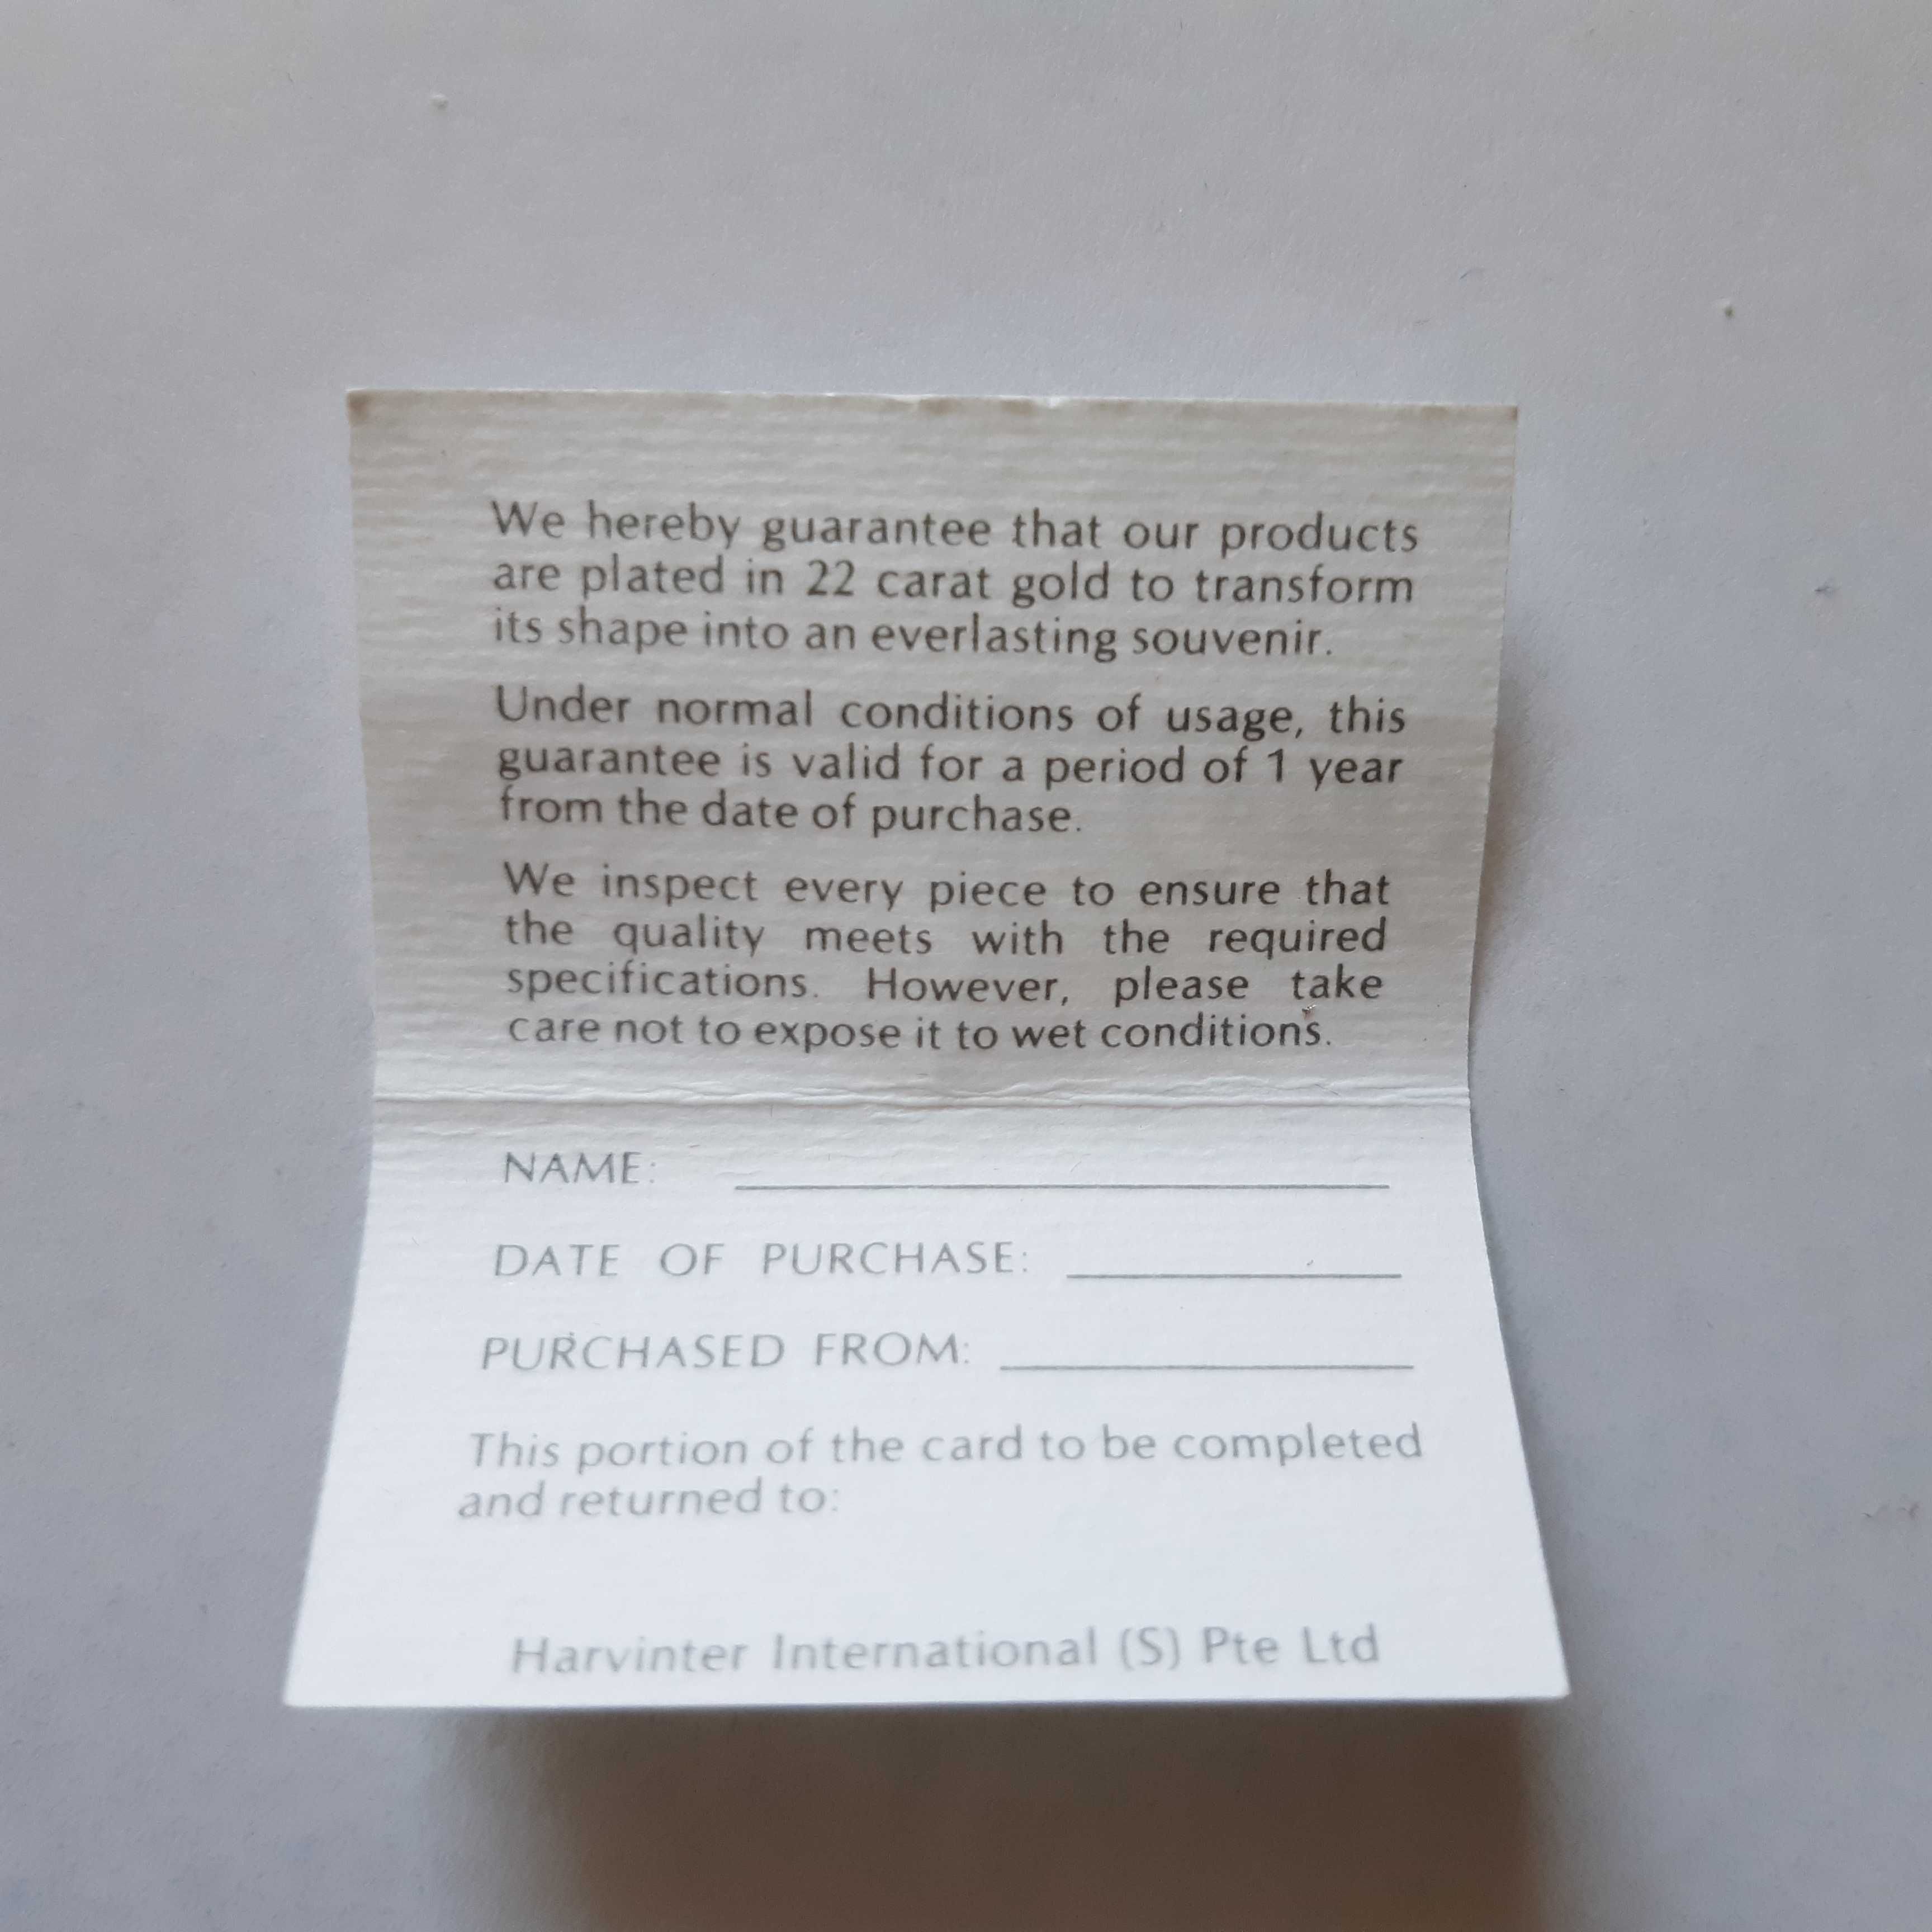 We hereby guarantee that our products
are plated in 22 carat gold to transform
its shape into an everlasting souvenir.
Under normal conditions of usage, this
guarantee is valid for a period of 1 year
from the date of purchase.
We inspect every piece to ensure that
the quality meets with the required
specifications. However, please take
care not to expose it to wet conditions.
NAME:
DATE OF PURCHASE:
PURCHASED FROM:
This portion of the card to be completed
and returned to:
Harvinter International (S) Pte Ltd